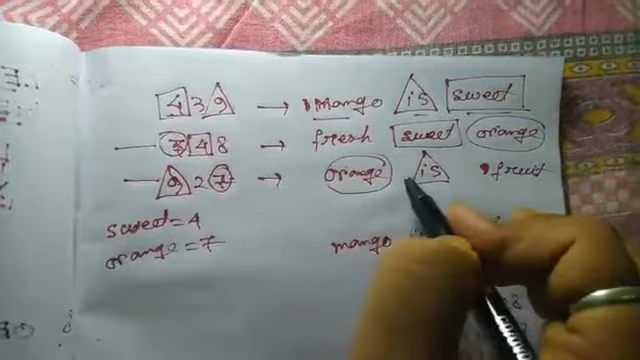 4 3 9 → mango is sweet
7 4 8 → fresh sweet orange
9 2 7 → orange is fruit
sweet = 4
orange = 7
mango